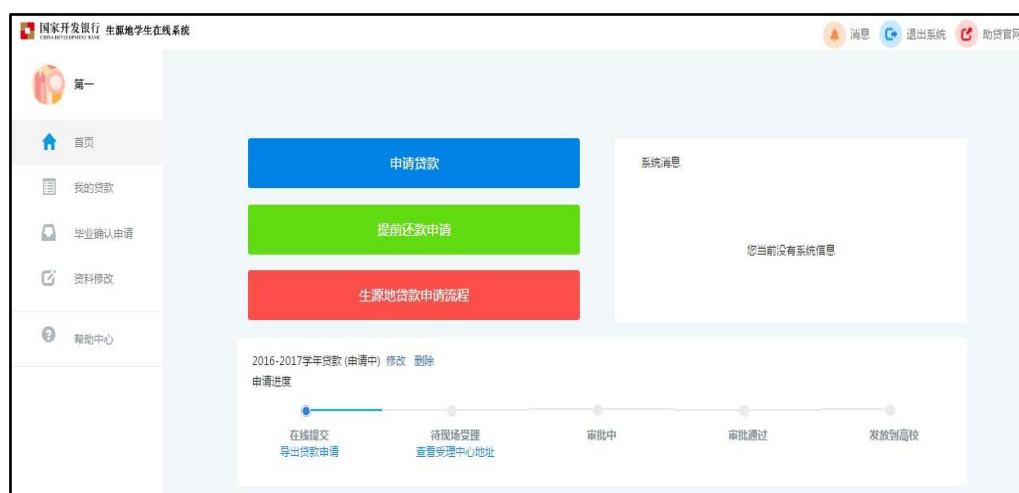 国家开发银行 生源地学生在线系统
CHINA DEVELOPMENT BANK
消息 退出系统 助贷官网
第一
首页
我的贷款
毕业确认申请
资料修改
帮助中心
申请贷款
提前还款申请
生源地贷款申请流程
系统消息
您当前没有系统信息
2016-2017学年贷款 (申请中) 修改 删除
申请进度
在线提交 待现场受理 审批中 审批通过 发放到高校
导出贷款申请 查看受理中心地址